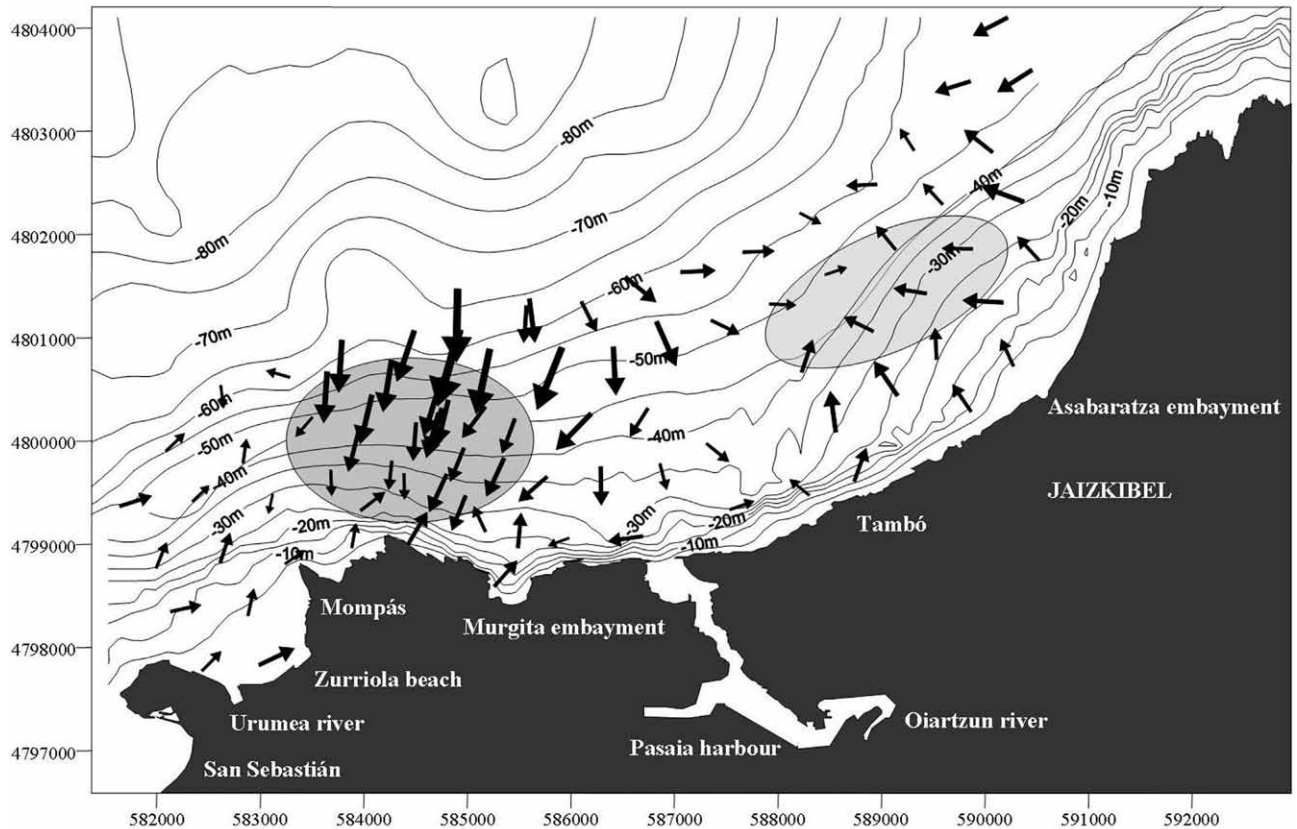 4804000
4803000
4802000
4801000
4800000
4799000
4798000
4797000
-80m
-80m
-70m
-70m
-60m
-50m
-40m
-30m
-20m
-10m
-60m
-50m
-40m
-40m
-30m
-20m
-10m
-30m
-20m
-10m
Asabaratza embayment
JAIZKIBEL
Tambó
Mompás
Murgita embayment
Zurriola beach
Urumea river
Oiartzun river
Pasaia harbour
San Sebastián
582000 583000 584000 585000 586000 587000 588000 589000 590000 591000 592000